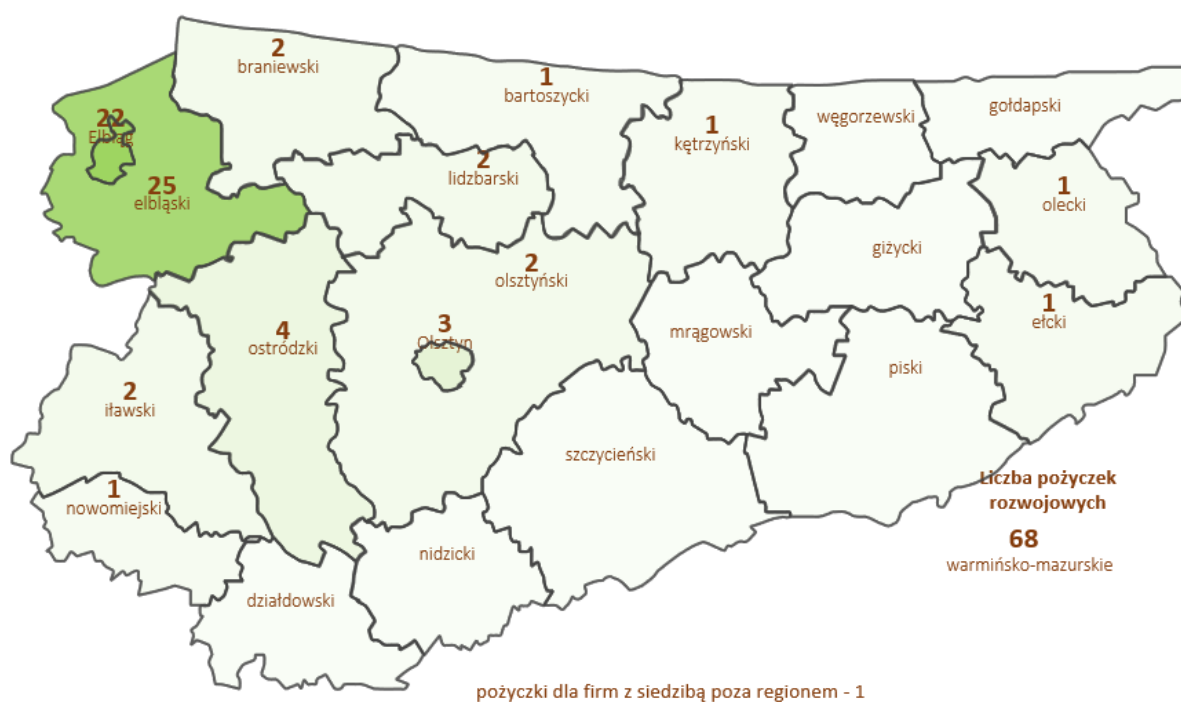 2
braniewski
1
bartoszycki
22
Elbląg
25
elbląski
2
lidzbarski
1
kętrzyński
węgorzewski
gołdapski
1
olecki
giżycki
2
olsztyński
4
ostródzki
3
Olsztyn
mrągowski
1
ełcki
piski
2
iławski
szczycieński
1
nowomiejski
nidzicki
działdowski
Liczba pożyczek
rozwojowych
68
warmińsko-mazurskie
pożyczki dla firm z siedzibą poza regionem - 1